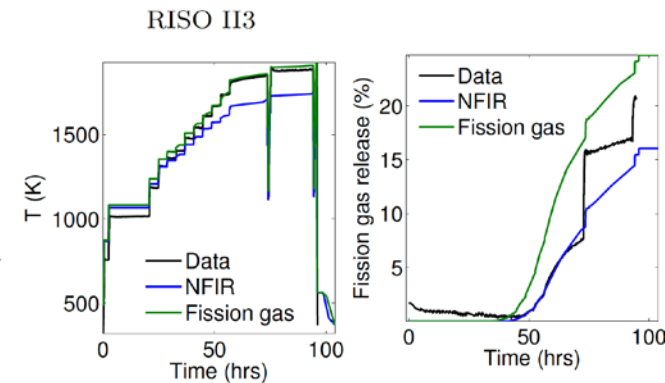 RISO II3
T (K)
1500
1000
500
Data
NFIR
Fission gas
0
50
100
Time (hrs)
Fission gas release (%)
20
15
10
5
Data
NFIR
Fission gas
0
50
100
Time (hrs)